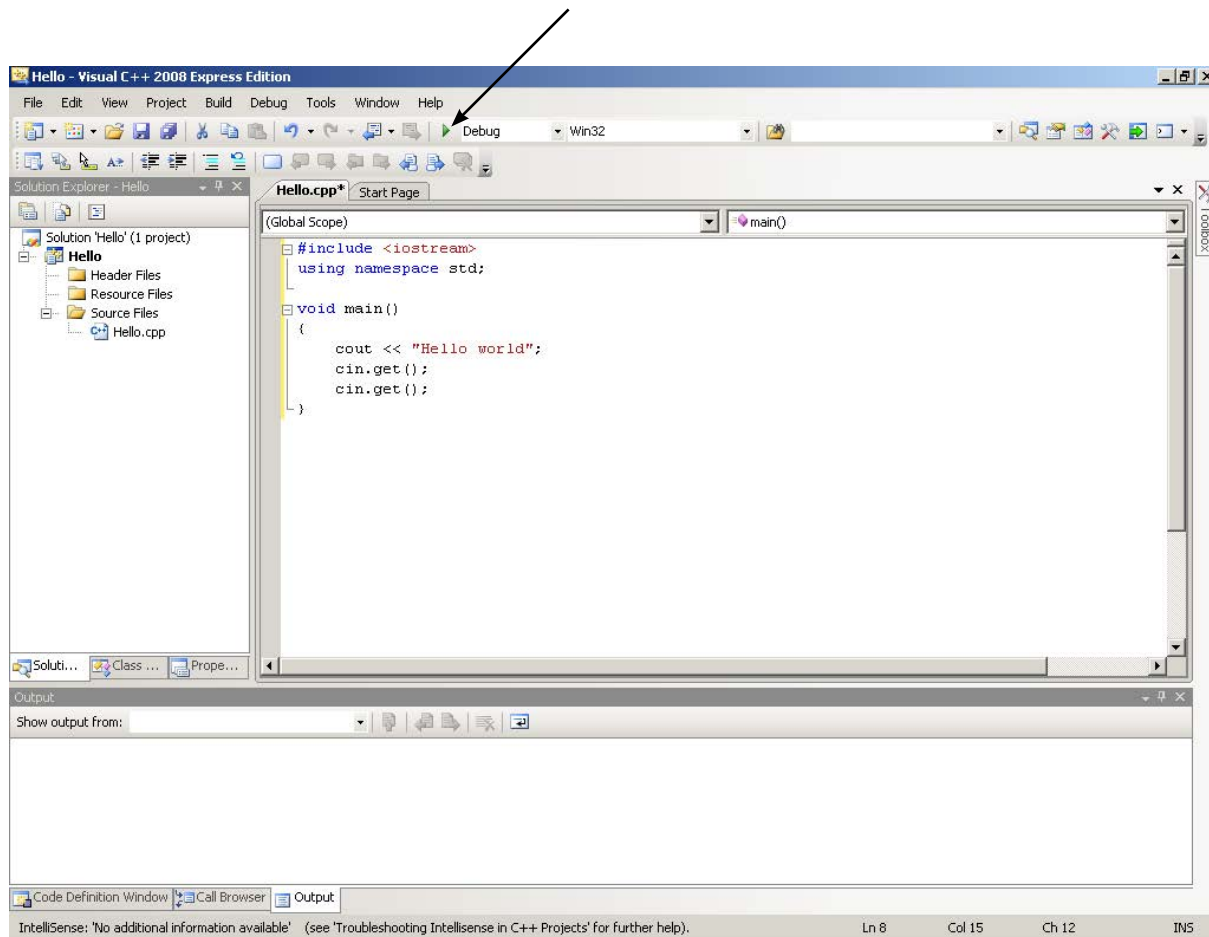 Hello - Visual C++ 2008 Express Edition
File Edit View Project Build Debug Tools Window Help
Debug Win32
Solution Explorer - Hello
Hello.cpp* Start Page
Toolbox
(Global Scope) main()
Solution 'Hello' (1 project)
Hello
Header Files
Resource Files
Source Files
Hello.cpp
#include <iostream>
using namespace std;
void main()
{
cout << "Hello world";
cin.get();
cin.get();
}
Soluti... Class ... Prope...
Output
Show output from:
Code Definition Window Call Browser Output
IntelliSense: 'No additional information available' (see 'Troubleshooting Intellisense in C++ Projects' for further help). Ln 8 Col 15 Ch 12 INS